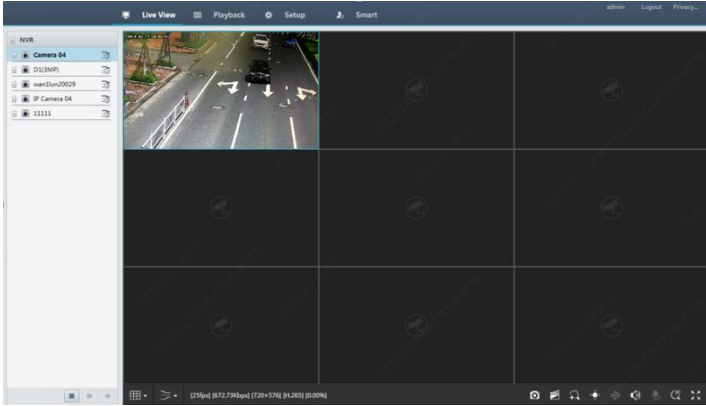 Live View Playback Setup Smart admin Logout Privacy...
NVR
Camera 04
D1(3MP)
wan1lun20029
IP Camera 04
11111
[25fps] [672.73Kbps] [720×576] [H.265] [0.00%]